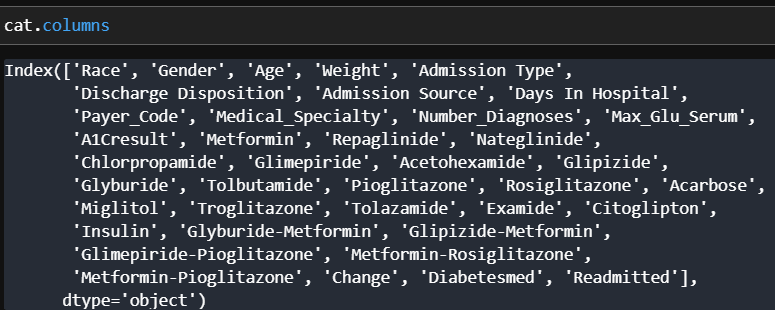 cat.columns
Index(['Race', 'Gender', 'Age', 'Weight', 'Admission Type',
'Discharge Disposition', 'Admission Source', 'Days In Hospital',
'Payer_Code', 'Medical_Specialty', 'Number_Diagnoses', 'Max_Glu_Serum',
'A1Cresult', 'Metformin', 'Repaglinide', 'Nateglinide',
'Chlorpropamide', 'Glimepiride', 'Acetohexamide', 'Glipizide',
'Glyburide', 'Tolbutamide', 'Pioglitazone', 'Rosiglitazone', 'Acarbose',
'Miglitol', 'Troglitazone', 'Tolazamide', 'Examide', 'Citoglipton',
'Insulin', 'Glyburide-Metformin', 'Glipizide-Metformin',
'Glimepiride-Pioglitazone', 'Metformin-Rosiglitazone',
'Metformin-Pioglitazone', 'Change', 'Diabetesmed', 'Readmitted'],
dtype='object')